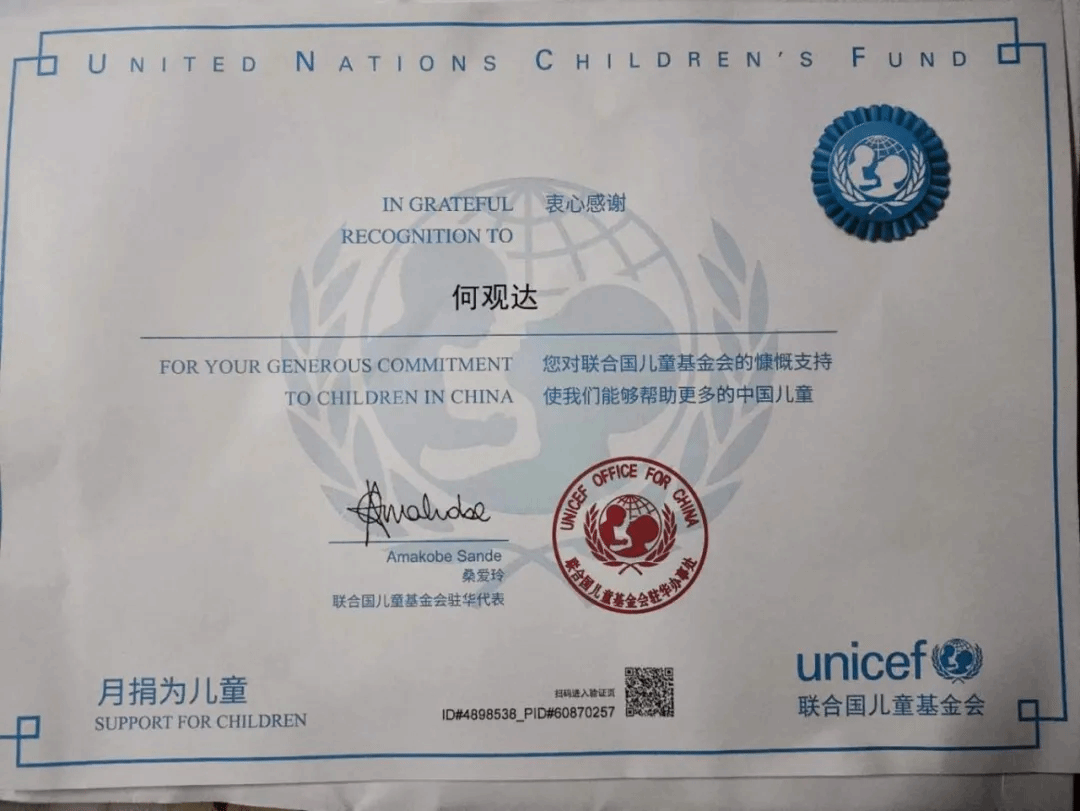 UNITED NATIONS CHILDREN'S FUND
IN GRATEFUL 衷心感谢
RECOGNITION TO
何观达
FOR YOUR GENEROUS COMMITMENT 您对联合国儿童基金会的慷慨支持
TO CHILDREN IN CHINA 使我们能够帮助更多的中国儿童
Amakobe
UNICEF OFFICE FOR CHINA
联合国儿童基金会驻华办事处
Amakobe Sande
桑爱玲
联合国儿童基金会驻华代表
月捐为儿童
SUPPORT FOR CHILDREN
扫码进入验证页
ID#4898538_PID#60870257
unicef
联合国儿童基金会